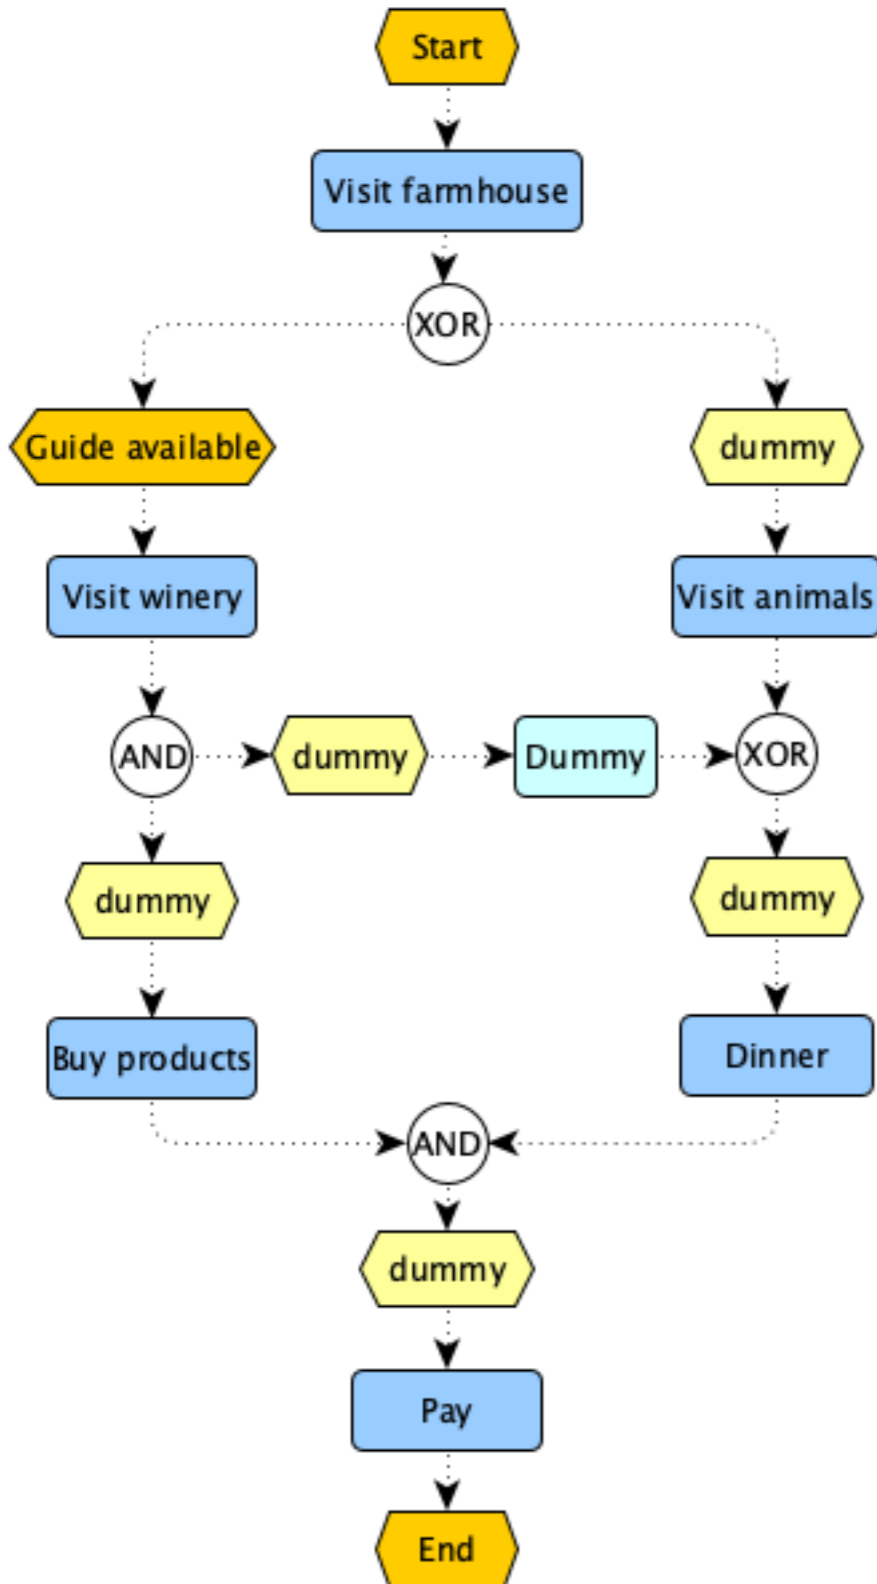 Start
Visit farmhouse
XOR
Guide available
dummy
Visit winery
Visit animals
AND
dummy
Dummy
XOR
dummy
dummy
Buy products
Dinner
AND
dummy
Pay
End